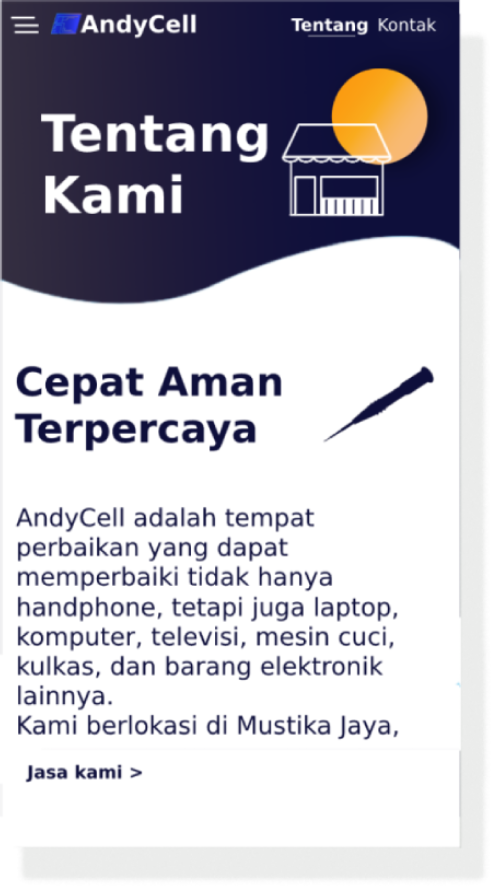 AndyCell
Tentang Kontak
Tentang
Kami
Cepat Aman
Terpercaya
AndyCell adalah tempat
perbaikan yang dapat
memperbaiki tidak hanya
handphone, tetapi juga laptop,
komputer, televisi, mesin cuci,
kulkas, dan barang elektronik
lainnya.
Kami berlokasi di Mustika Jaya,
Jasa kami >